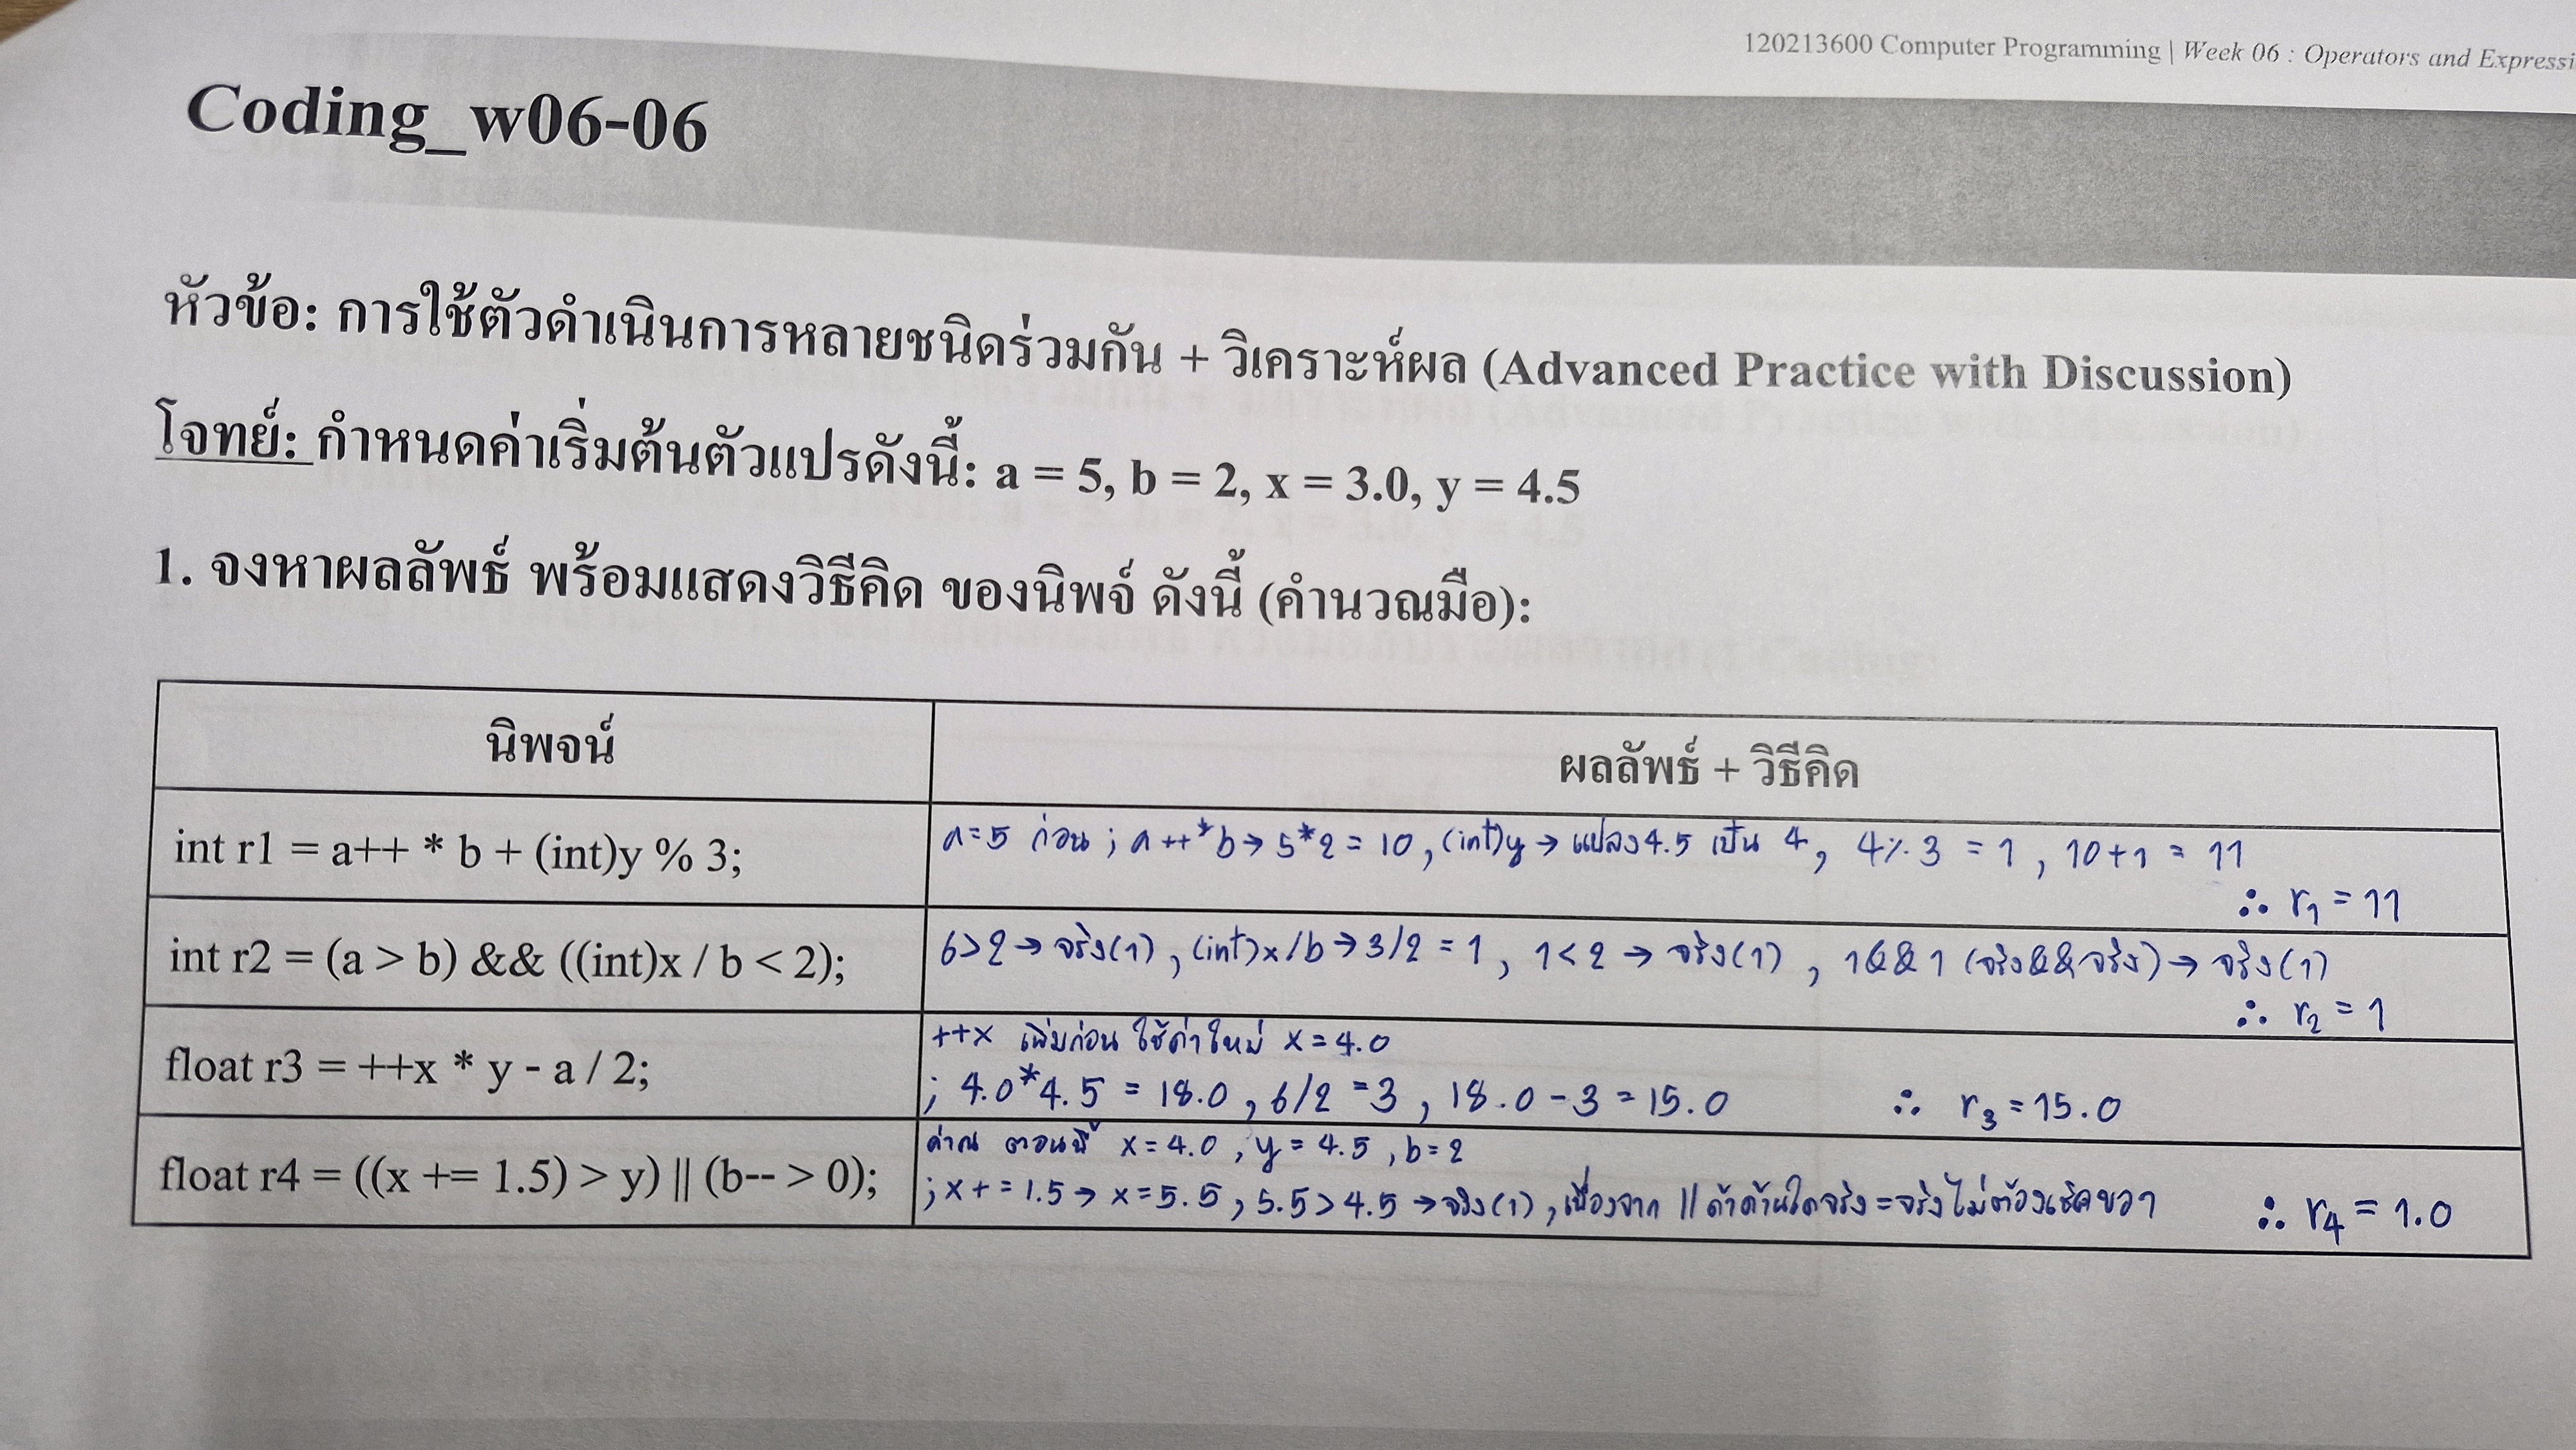 120213600 Computer Programming | Week 06 : Operators and Expressi
Coding_w06-06
หัวข้อ: การใช้ตัวดำเนินการหลายชนิดร่วมกัน + วิเคราะห์ผล (Advanced Practice with Discussion)
โจทย์: กำหนดค่าเริ่มต้นตัวแปรดังนี้: a = 5, b = 2, x = 3.0, y = 4.5
1. จงหาผลลัพธ์ พร้อมแสดงวิธีคิด ของนิพจ์ ดังนี้ (คำนวณมือ):
นิพจน์
ผลลัพธ์ + วิธีคิด
int r1 = a++ * b + (int)y % 3;
a=5 ก่อน ; a++*b→5*2=10, (int)y→ แปลง4.5 เป็น 4, 4%3 = 1, 10+1 = 11
∴ r1 = 11
int r2 = (a > b) && ((int)x / b < 2);
6>2→จริง(1), (int)x/b→3/2=1, 1<2→จริง(1), 1&&1 (จริง&&จริง)→จริง(1)
∴ r2 = 1
float r3 = ++x * y - a / 2;
++x เพิ่มก่อน ใช้ค่าใหม่ x=4.0
; 4.0*4.5 = 18.0, 6/2 =3, 18.0-3=15.0 ∴ r3=15.0
float r4 = ((x += 1.5) > y) || (b-- > 0);
ค่าณ ตอนนี้ x=4.0, y=4.5, b=2
; x+=1.5→x=5.5, 5.5>4.5→จริง(1), เนื่องจาก || ถ้าด้านใดจริง=จริงไม่ต้องเช็คขวา ∴ r4 = 1.0